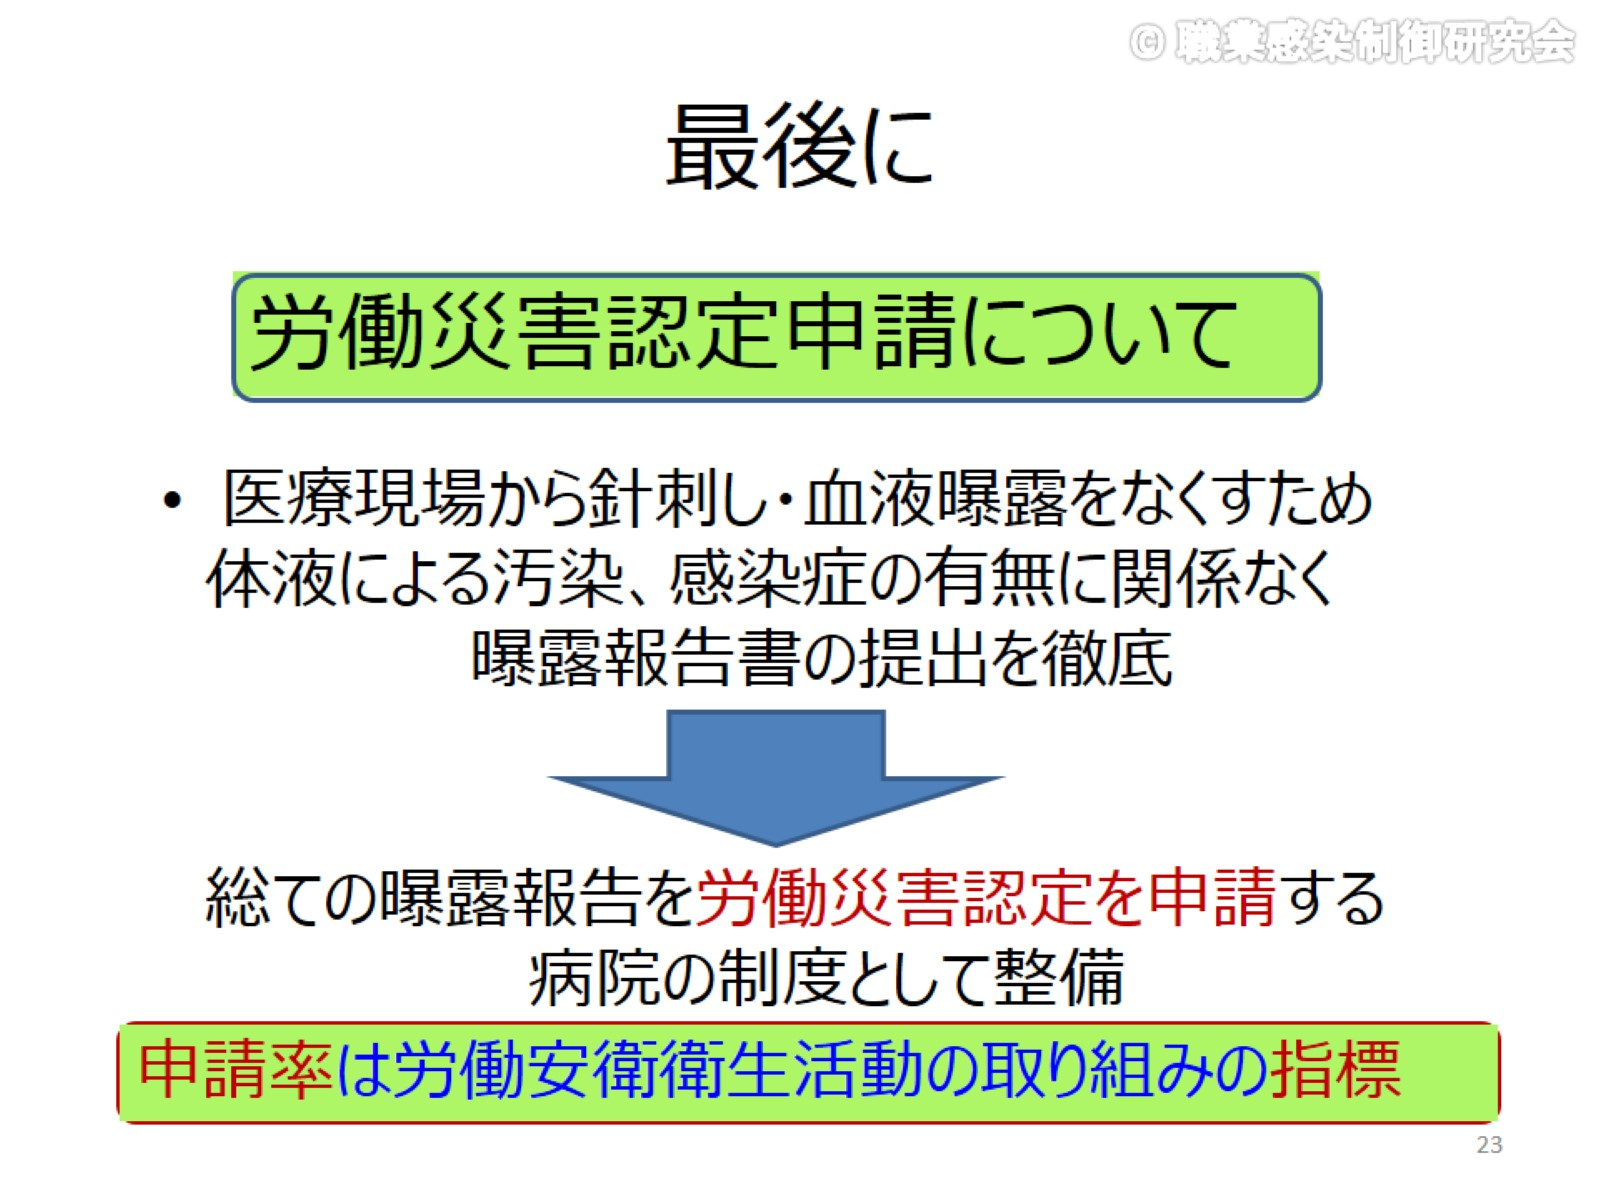 © 職業感染制御研究会
最後に
労働災害認定申請について
• 医療現場から針刺し・血液曝露をなくすため
体液による汚染、感染症の有無に関係なく
曝露報告書の提出を徹底
総ての曝露報告を労働災害認定を申請する
病院の制度として整備
申請率は労働安衛衛生活動の取り組みの指標
23